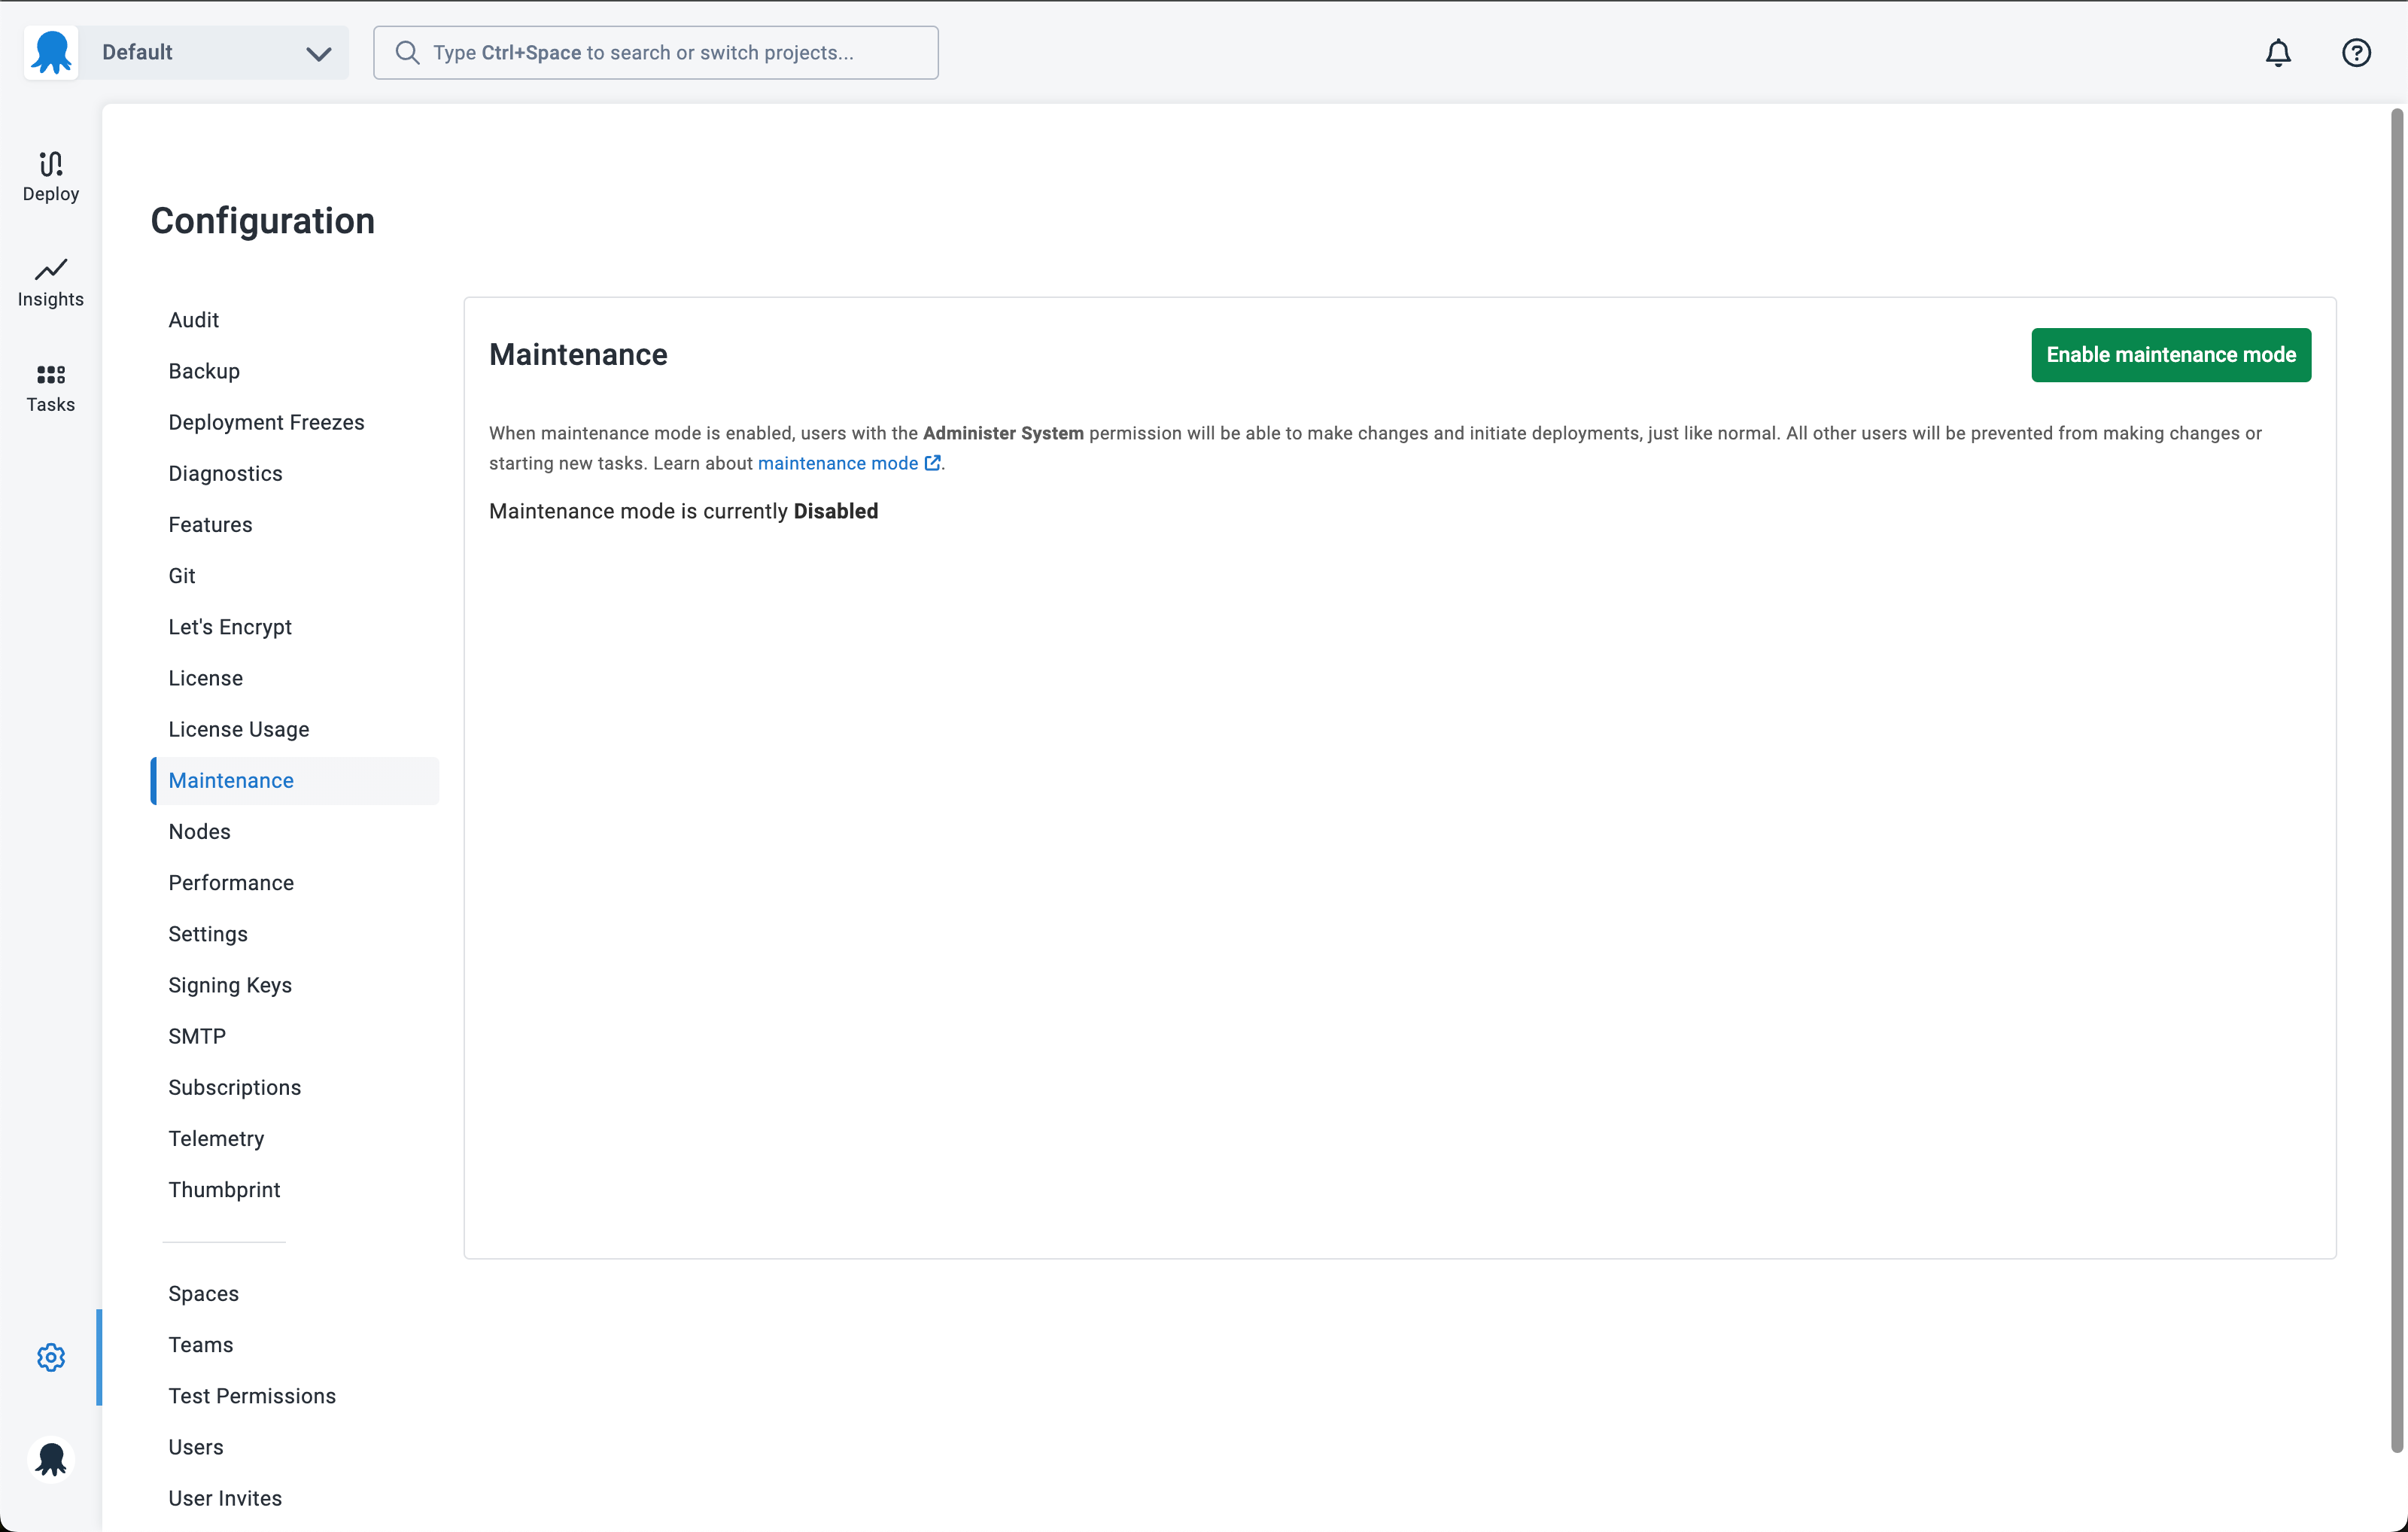 Default
Type Ctrl+Space to search or switch projects...
Deploy
Insights
Tasks
Configuration
Audit
Backup
Deployment Freezes
Diagnostics
Features
Git
Let's Encrypt
License
License Usage
Maintenance
Nodes
Performance
Settings
Signing Keys
SMTP
Subscriptions
Telemetry
Thumbprint
Spaces
Teams
Test Permissions
Users
User Invites
Maintenance
Enable maintenance mode
When maintenance mode is enabled, users with the Administer System permission will be able to make changes and initiate deployments, just like normal. All other users will be prevented from making changes or
starting new tasks. Learn about maintenance mode.
Maintenance mode is currently Disabled